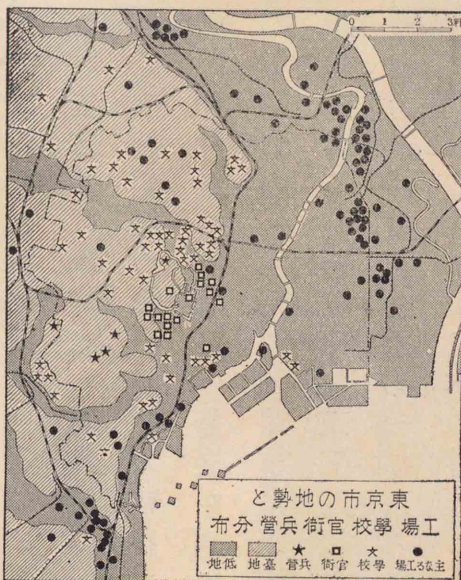 0 1 2 3
東京市の地勢と
工場 學校 官衙 兵營 分布
主なる工場 學校 官衙 兵營 臺地 低地